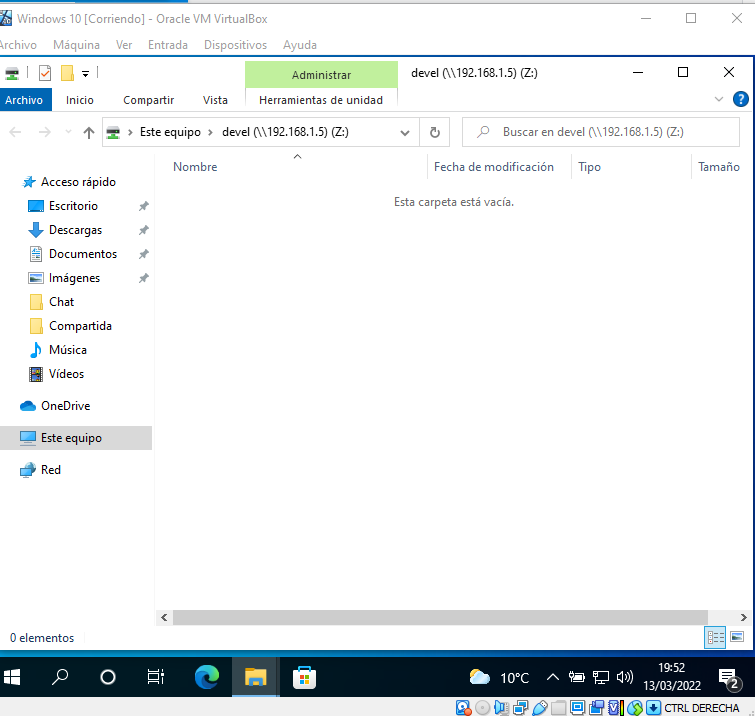 Windows 10 [Corriendo] - Oracle VM VirtualBox
Archivo Máquina Ver Entrada Dispositivos Ayuda
Administrar devel (\\192.168.1.5) (Z:)
Archivo Inicio Compartir Vista Herramientas de unidad
Este equipo devel (\\192.168.1.5) (Z:) Buscar en devel (\\192.168.1.5) (Z:)
Nombre Fecha de modificación Tipo Tamaño
Esta carpeta está vacía.
Acceso rápido
Escritorio
Descargas
Documentos
Imágenes
Chat
Compartida
Música
Vídeos
OneDrive
Este equipo
Red
0 elementos
10°C 19:52
13/03/2022 2
CTRL DERECHA